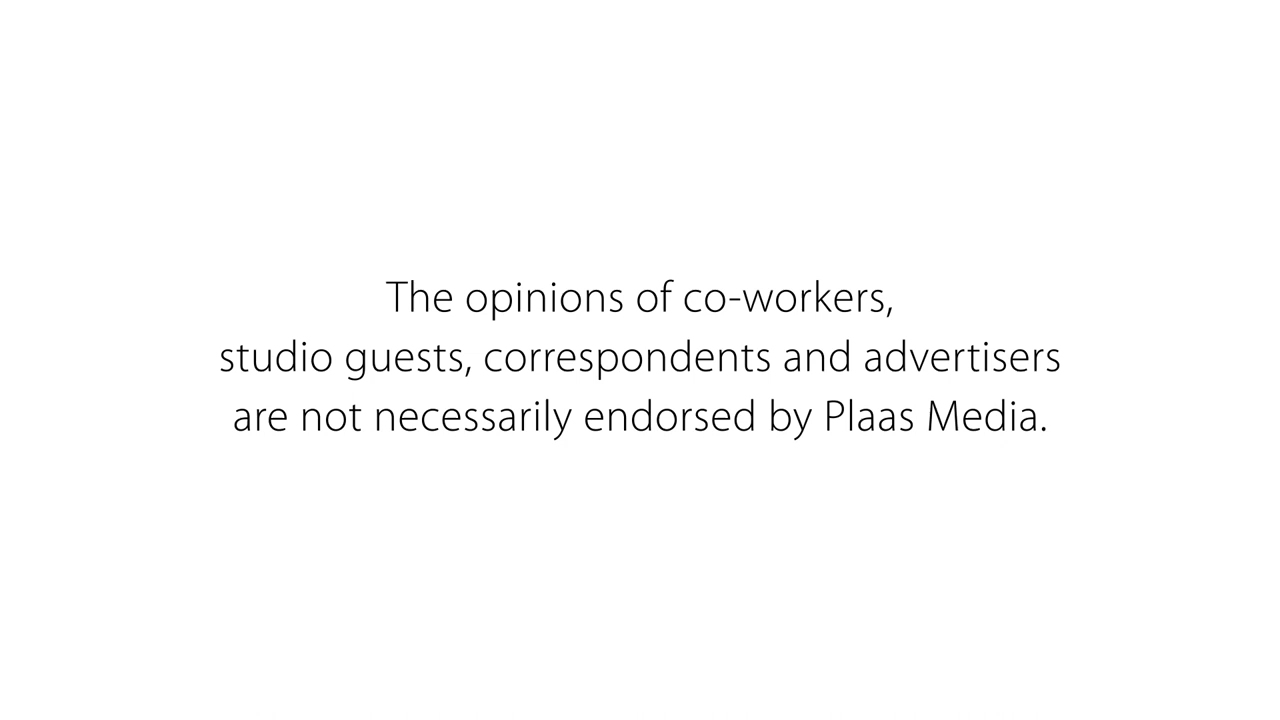 The opinions of co-workers,
studio guests, correspondents and advertisers
are not necessarily endorsed by Plaas Media.